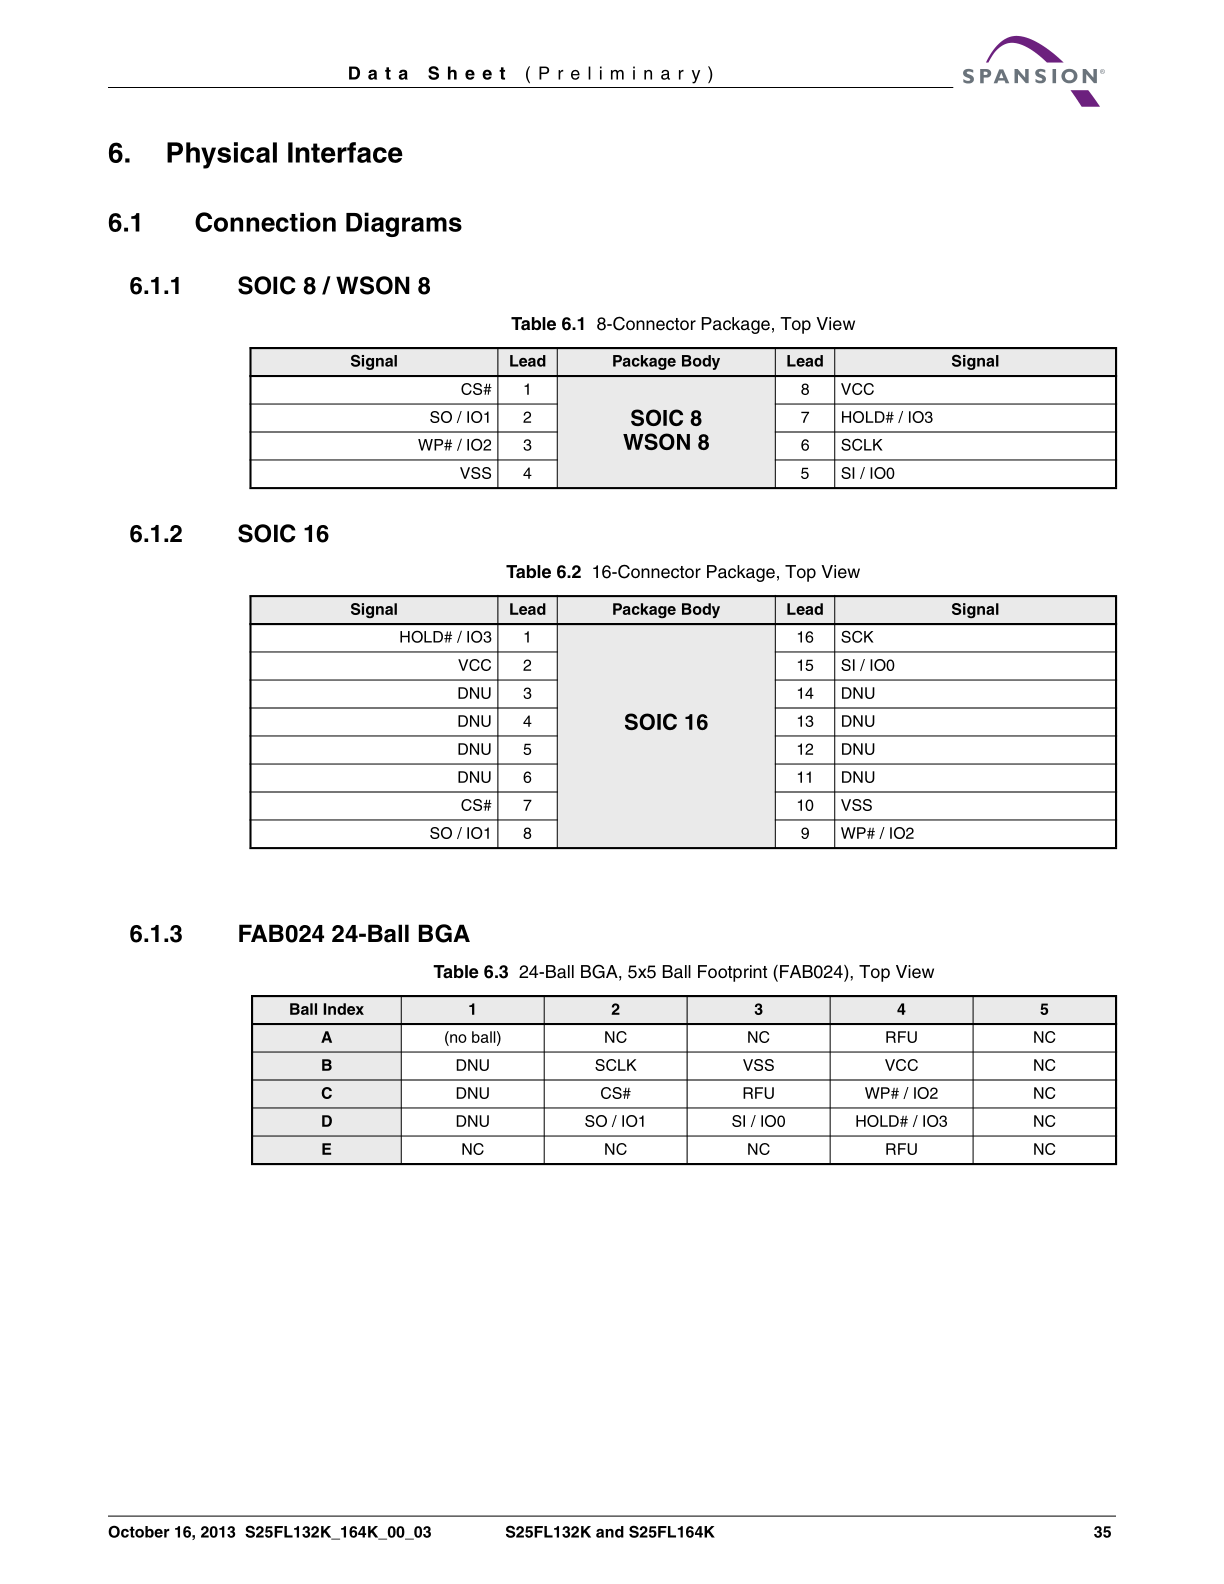 Data Sheet (Preliminary)
SPANSION®
6. Physical Interface
6.1 Connection Diagrams
6.1.1 SOIC 8 / WSON 8
Table 6.1 8-Connector Package, Top View
Signal Lead Package Body Lead Signal
CS# 1 8 VCC
SO / IO1 2 SOIC 8 7 HOLD# / IO3
WP# / IO2 3 WSON 8 6 SCLK
VSS 4 5 SI / IO0
6.1.2 SOIC 16
Table 6.2 16-Connector Package, Top View
Signal Lead Package Body Lead Signal
HOLD# / IO3 1 16 SCK
VCC 2 15 SI / IO0
DNU 3 14 DNU
DNU 4 SOIC 16 13 DNU
DNU 5 12 DNU
DNU 6 11 DNU
CS# 7 10 VSS
SO / IO1 8 9 WP# / IO2
6.1.3 FAB024 24-Ball BGA
Table 6.3 24-Ball BGA, 5x5 Ball Footprint (FAB024), Top View
Ball Index 1 2 3 4 5
A (no ball) NC NC RFU NC
B DNU SCLK VSS VCC NC
C DNU CS# RFU WP# / IO2 NC
D DNU SO / IO1 SI / IO0 HOLD# / IO3 NC
E NC NC NC RFU NC
October 16, 2013 S25FL132K_164K_00_03 S25FL132K and S25FL164K 35